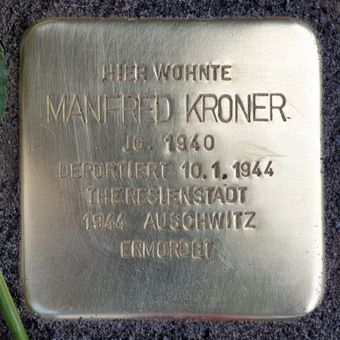 HIER WOHNTE
MANFRED KRONER
JG. 1940
DEPORTIERT 10.1.1944
THERESIENSTADT
1944 AUSCHWITZ
ERMORDET